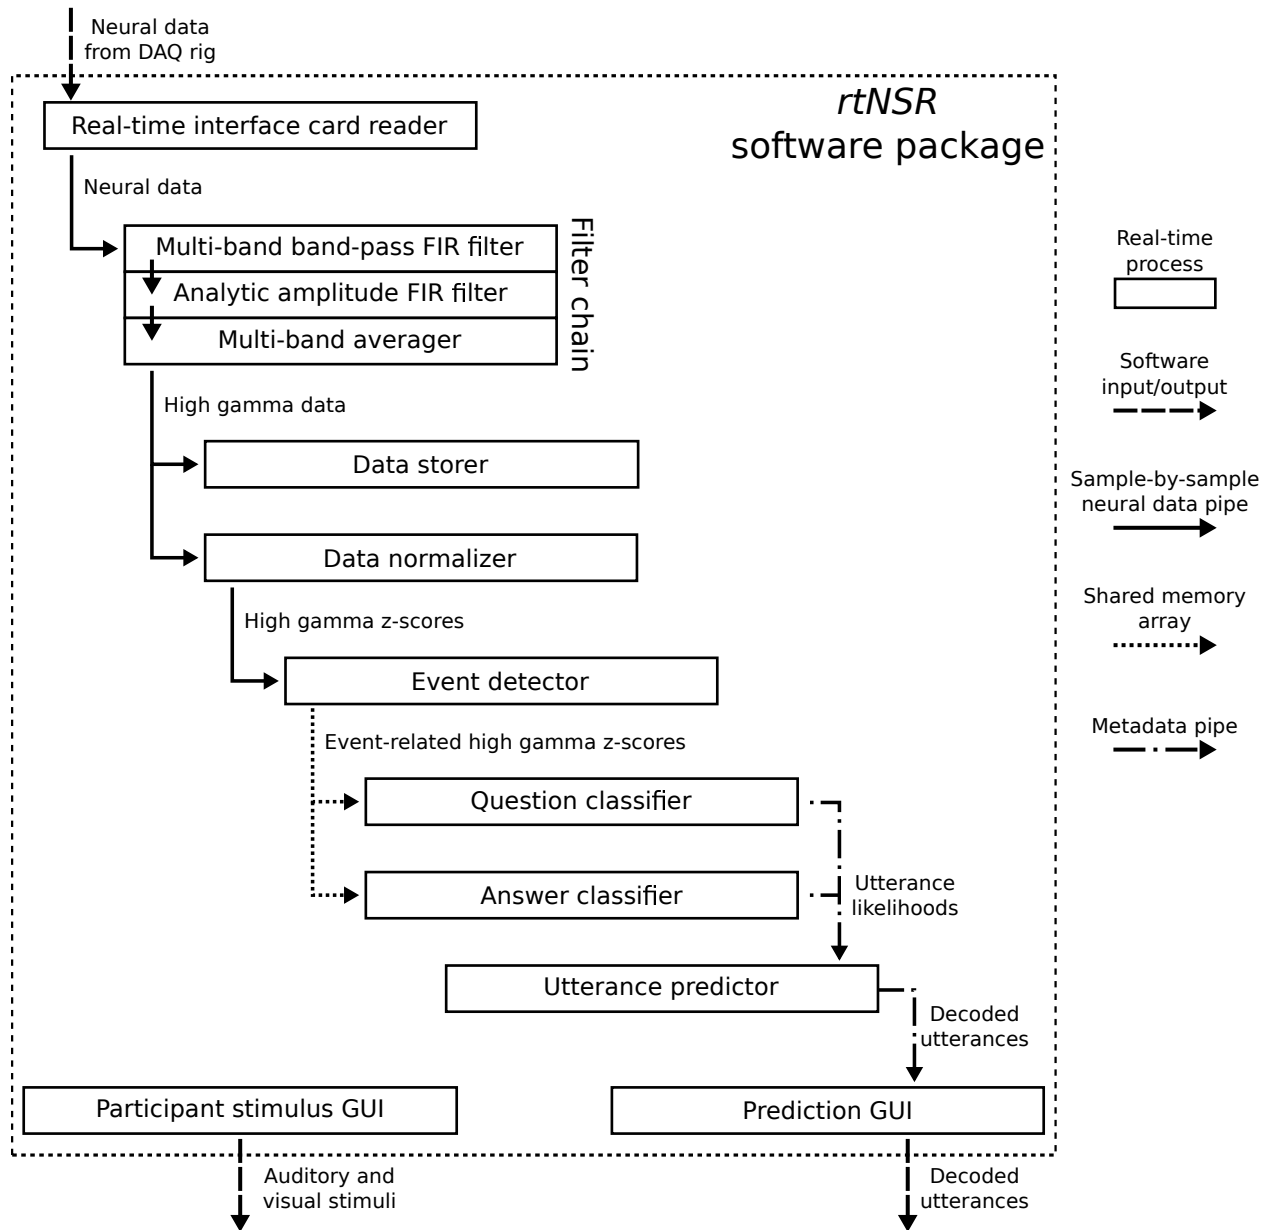 Neural data
from DAQ rig
rtNSR
software package
Real-time interface card reader
Neural data
Multi-band band-pass FIR filter
Analytic amplitude FIR filter
Multi-band averager
Filter chain
High gamma data
Data storer
Data normalizer
High gamma z-scores
Event detector
Event-related high gamma z-scores
Question classifier
Answer classifier
Utterance
likelihoods
Utterance predictor
Decoded
utterances
Participant stimulus GUI
Prediction GUI
Auditory and
visual stimuli
Decoded
utterances
Real-time
process
Software
input/output
Sample-by-sample
neural data pipe
Shared memory
array
Metadata pipe